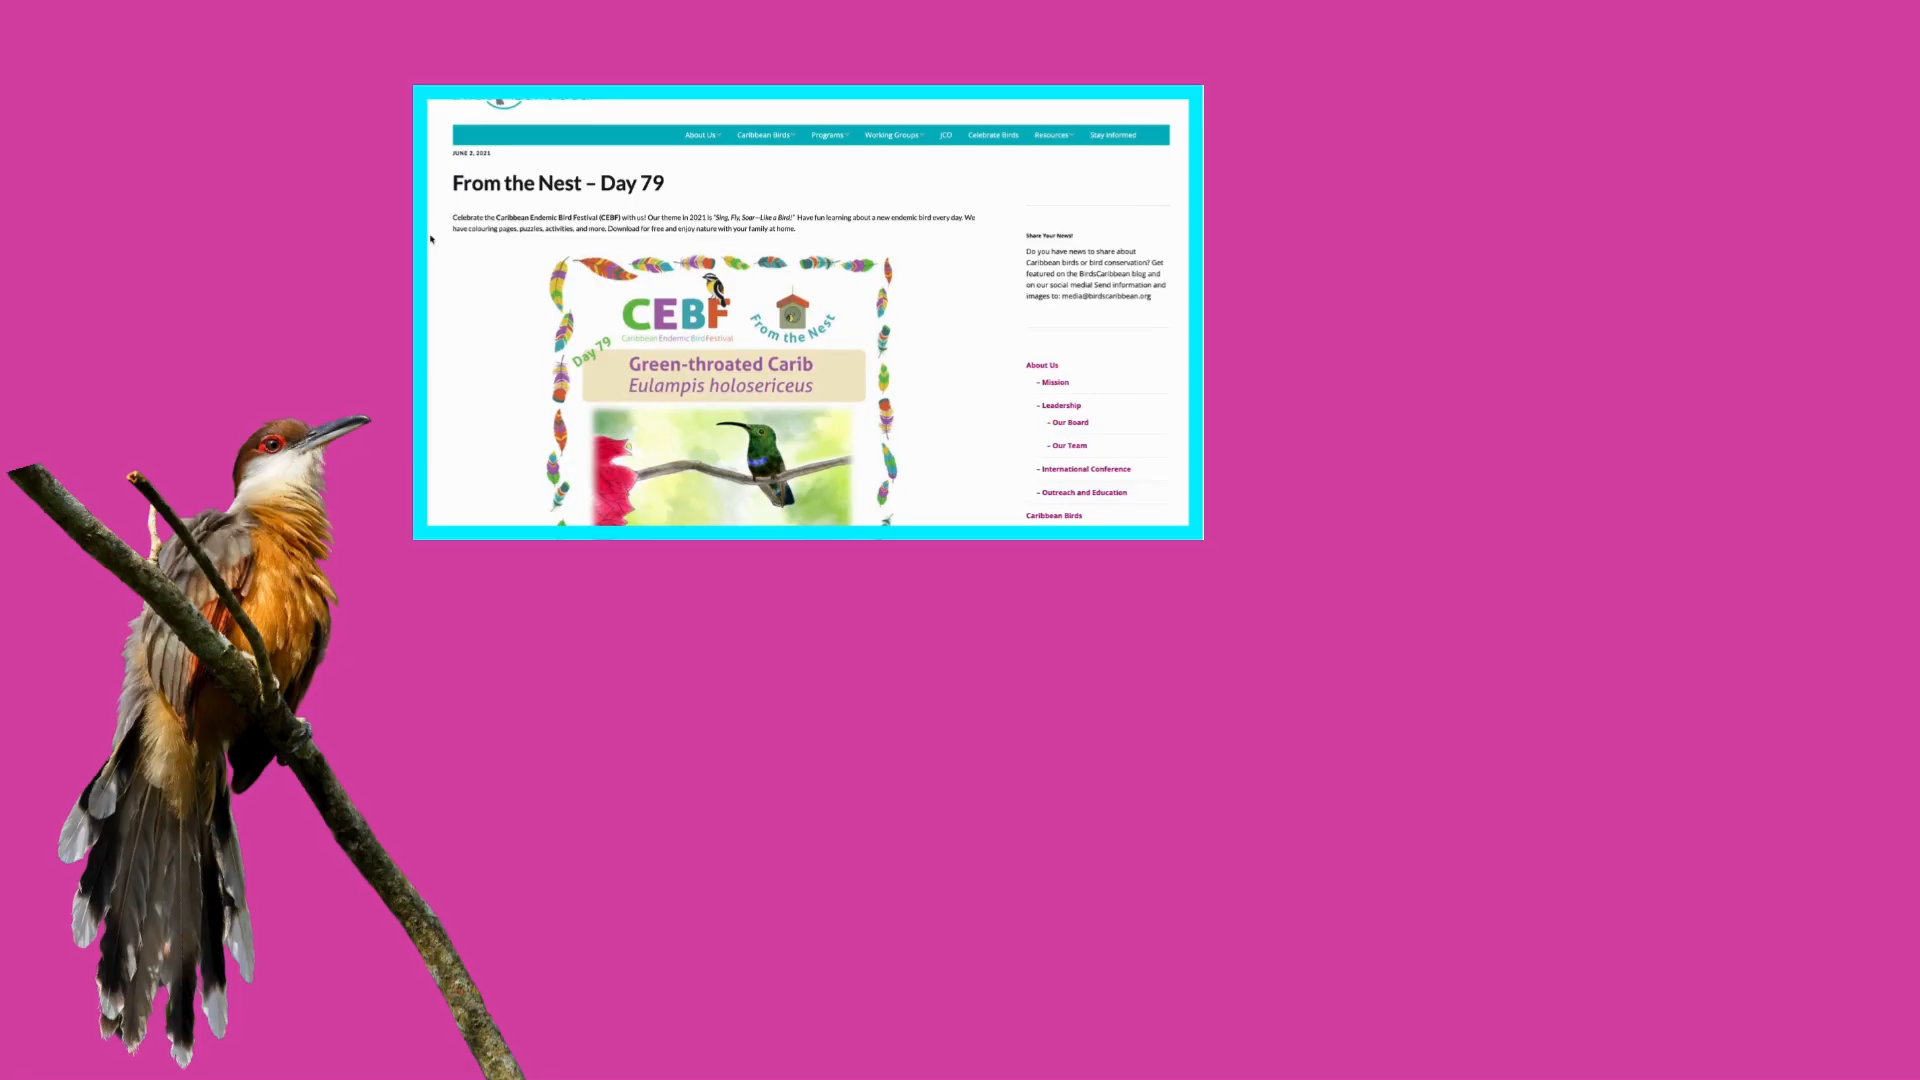 About Us Caribbean Birds Programs Working Groups JCO Celebrate Birds Resources Stay Informed
JUNE 2, 2021
From the Nest – Day 79
Celebrate the Caribbean Endemic Bird Festival (CEBF) with us! Our theme in 2021 is “Sing, Fly, Soar—Like a Bird!” Have fun learning about a new endemic bird every day. We
have colouring pages, puzzles, activities, and more. Download for free and enjoy nature with your family at home.
CEBF
Caribbean Endemic Bird Festival
From the Nest
Day 79
Green-throated Carib
Eulampis holosericeus
Share Your News!
Do you have news to share about
Caribbean birds or bird conservation? Get
featured on the BirdsCaribbean blog and
on our social media! Send information and
images to: media@birdscaribbean.org
About Us
– Mission
– Leadership
– Our Board
– Our Team
– International Conference
– Outreach and Education
Caribbean Birds